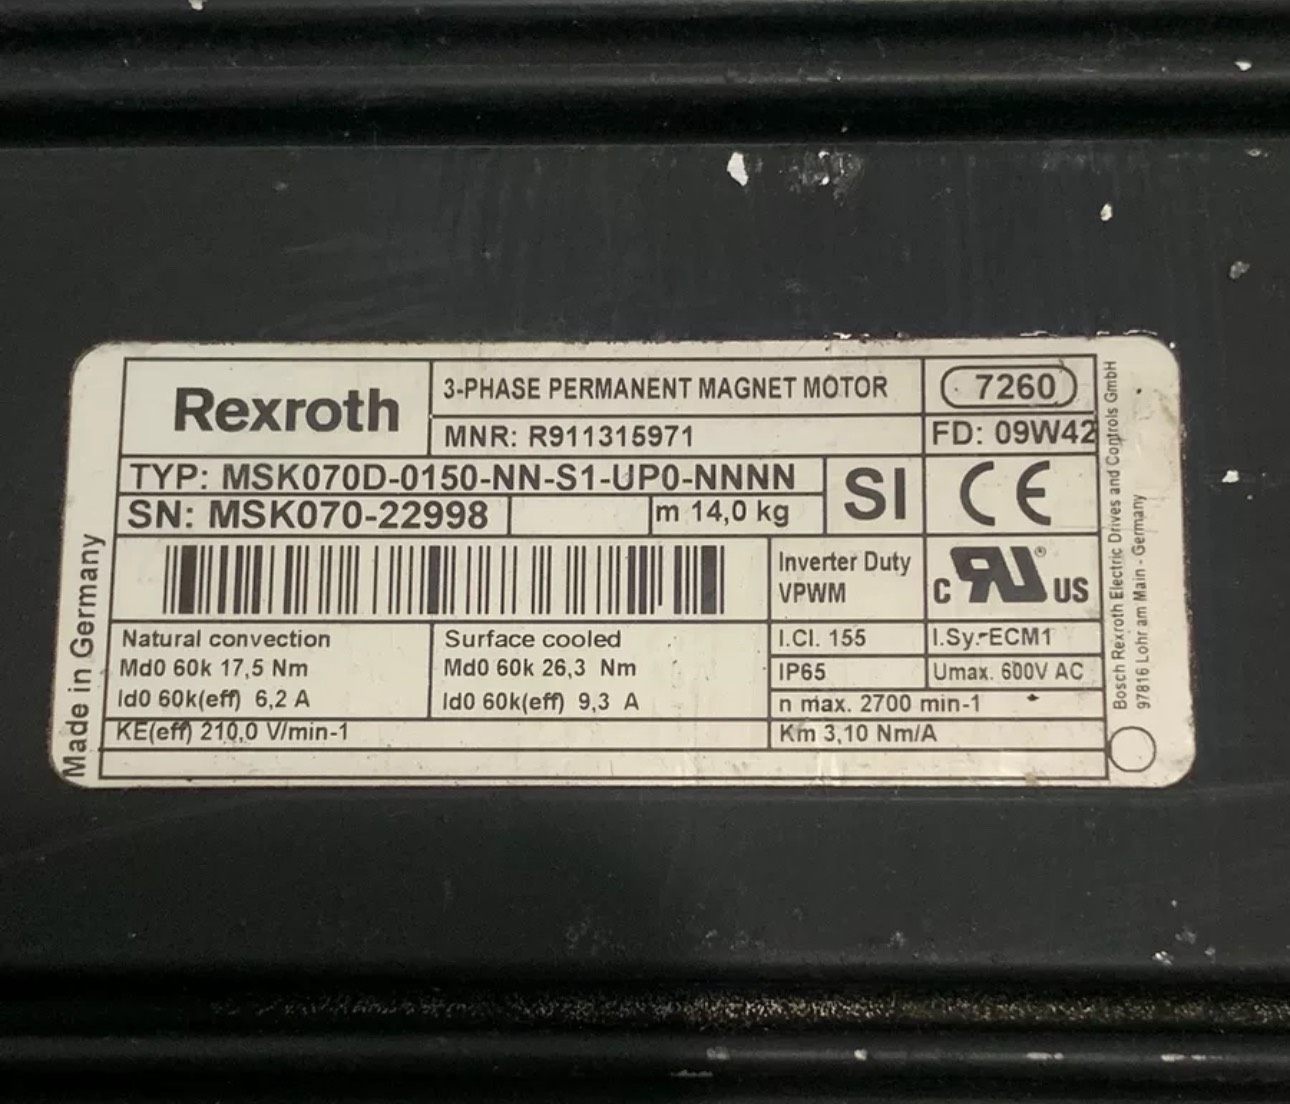 Rexroth
3-PHASE PERMANENT MAGNET MOTOR
7260
MNR: R911315971
FD: 09W42
TYP: MSK070D-0150-NN-S1-UP0-NNNN
SI
CE
SN: MSK070-22998
m 14,0 kg
Inverter Duty
VPWM
C RU® US
Natural convection
Md0 60k 17,5 Nm
Id0 60k(eff) 6,2 A
Surface cooled
Md0 60k 26,3 Nm
Id0 60k(eff) 9,3 A
I.Cl. 155
I.Sy.-ECM1
IP65
Umax. 600V AC
n max. 2700 min-1
KE(eff) 210,0 V/min-1
Km 3,10 Nm/A
Made in Germany
Bosch Rexroth Electric Drives and Controls GmbH
97816 Lohr am Main - Germany